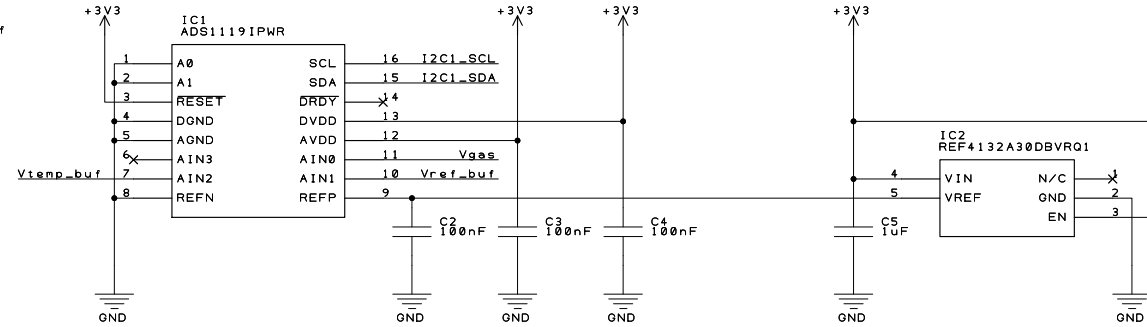 +3V3
IC1
ADS1119IPWR
+3V3
+3V3
+3V3
1 A0 SCL 16 I2C1_SCL
2 A1 SDA 15 I2C1_SDA
3 RESET DRDY 14
4 DGND DVDD 13
5 AGND AVDD 12
6 AIN3 AIN0 11 Vgas
Vtemp_buf 7 AIN2 AIN1 10 Vref_buf
8 REFN REFP 9
IC2
REF4132A30DBVRQ1
4 VIN N/C 1
5 VREF GND 2
EN 3
C2
100nF
C3
100nF
C4
100nF
C5
1uF
GND
GND
GND
GND
GND
GND